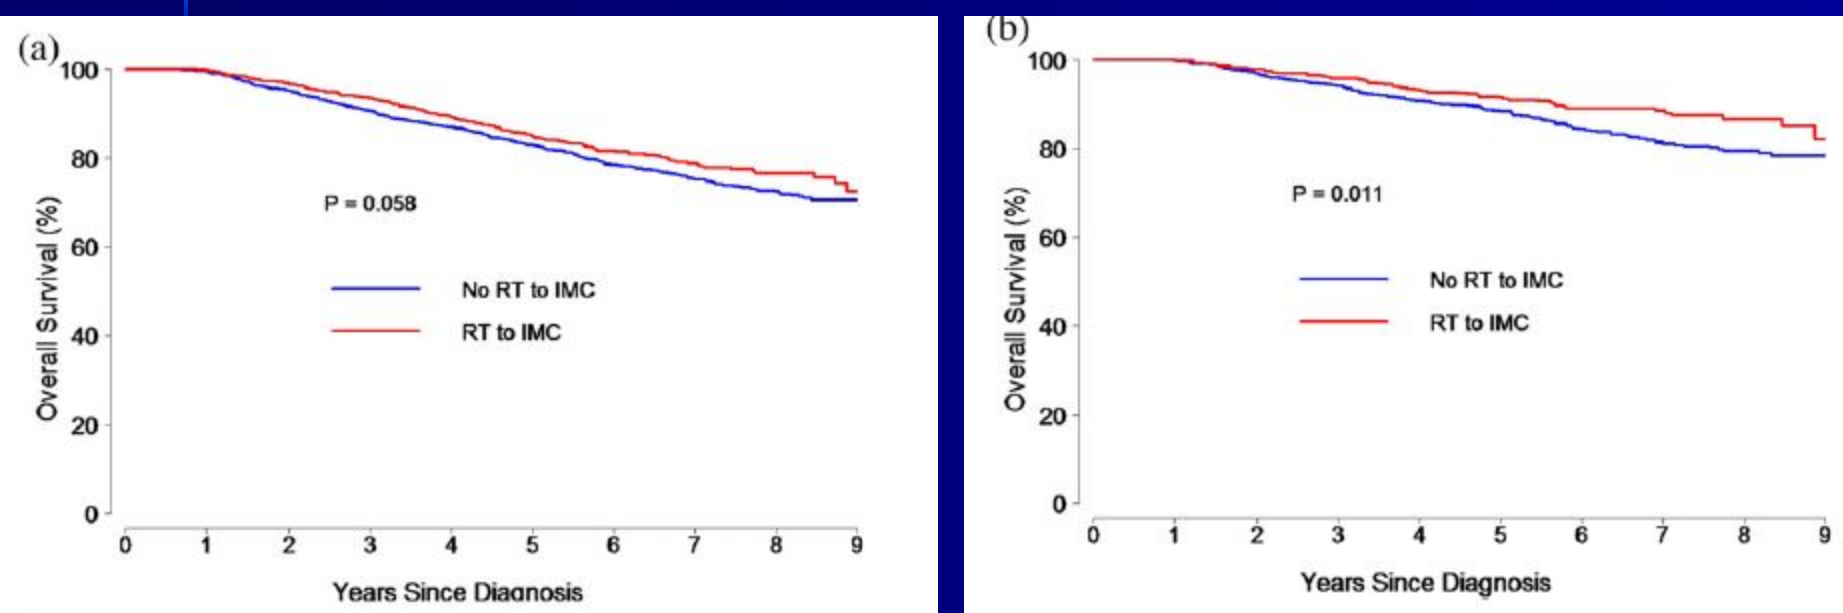 (a)
100
80
60
40
20
0
Overall Survival (%)
P = 0.058
No RT to IMC
RT to IMC
0 1 2 3 4 5 6 7 8 9
Years Since Diagnosis
(b)
100
80
60
40
20
0
Overall Survival (%)
P = 0.011
No RT to IMC
RT to IMC
0 1 2 3 4 5 6 7 8 9
Years Since Diagnosis